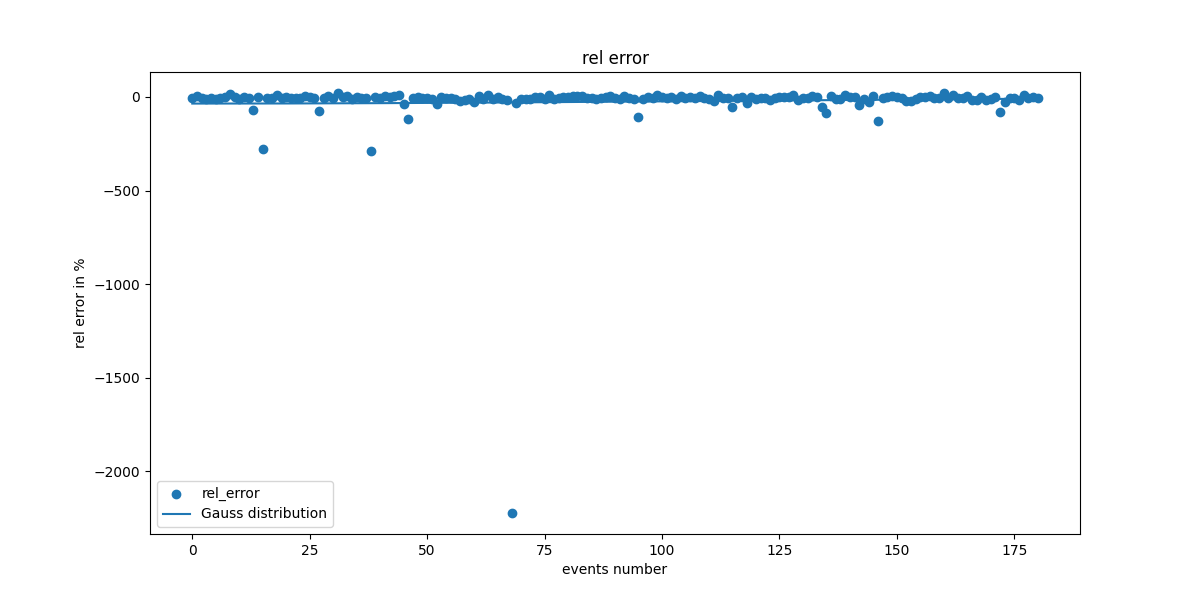 rel error
0
−500
−1000
−1500
−2000
rel error in %
rel_error
Gauss distribution
0
25
50
75
100
125
150
175
events number